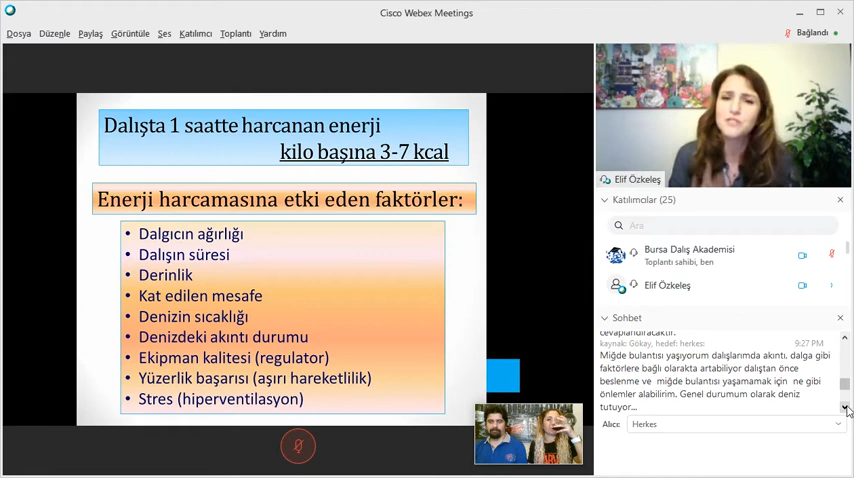 Cisco Webex Meetings
Dosya Düzenle Paylaş Görüntüle Ses Katılımcı Toplantı Yardım
Bağlandı
Dalışta 1 saatte harcanan enerji
kilo başına 3-7 kcal
Enerji harcamasına etki eden faktörler:
• Dalgıcın ağırlığı
• Dalışın süresi
• Derinlik
• Kat edilen mesafe
• Denizin sıcaklığı
• Denizdeki akıntı durumu
• Ekipman kalitesi (regulator)
• Yüzerlik başarısı (aşırı hareketlilik)
• Stres (hiperventilasyon)
Elif Özkeleş
Katılımcılar (25)
Ara
Bursa Dalış Akademisi
Toplantı sahibi, ben
Elif Özkeleş
Sohbet
cevaplandıracaktır.
kaynak: Gökay, hedef: herkes: 9:27 PM
Miğde bulantısı yaşıyorum dalışlarımda akıntı, dalga gibi
faktörlere bağlı olarakta artabiliyor dalıştan önce
beslenme ve miğde bulantısı yaşamamak için ne gibi
önlemler alabilirim. Genel durumum olarak deniz
tutuyor...
Alıcı: Herkes